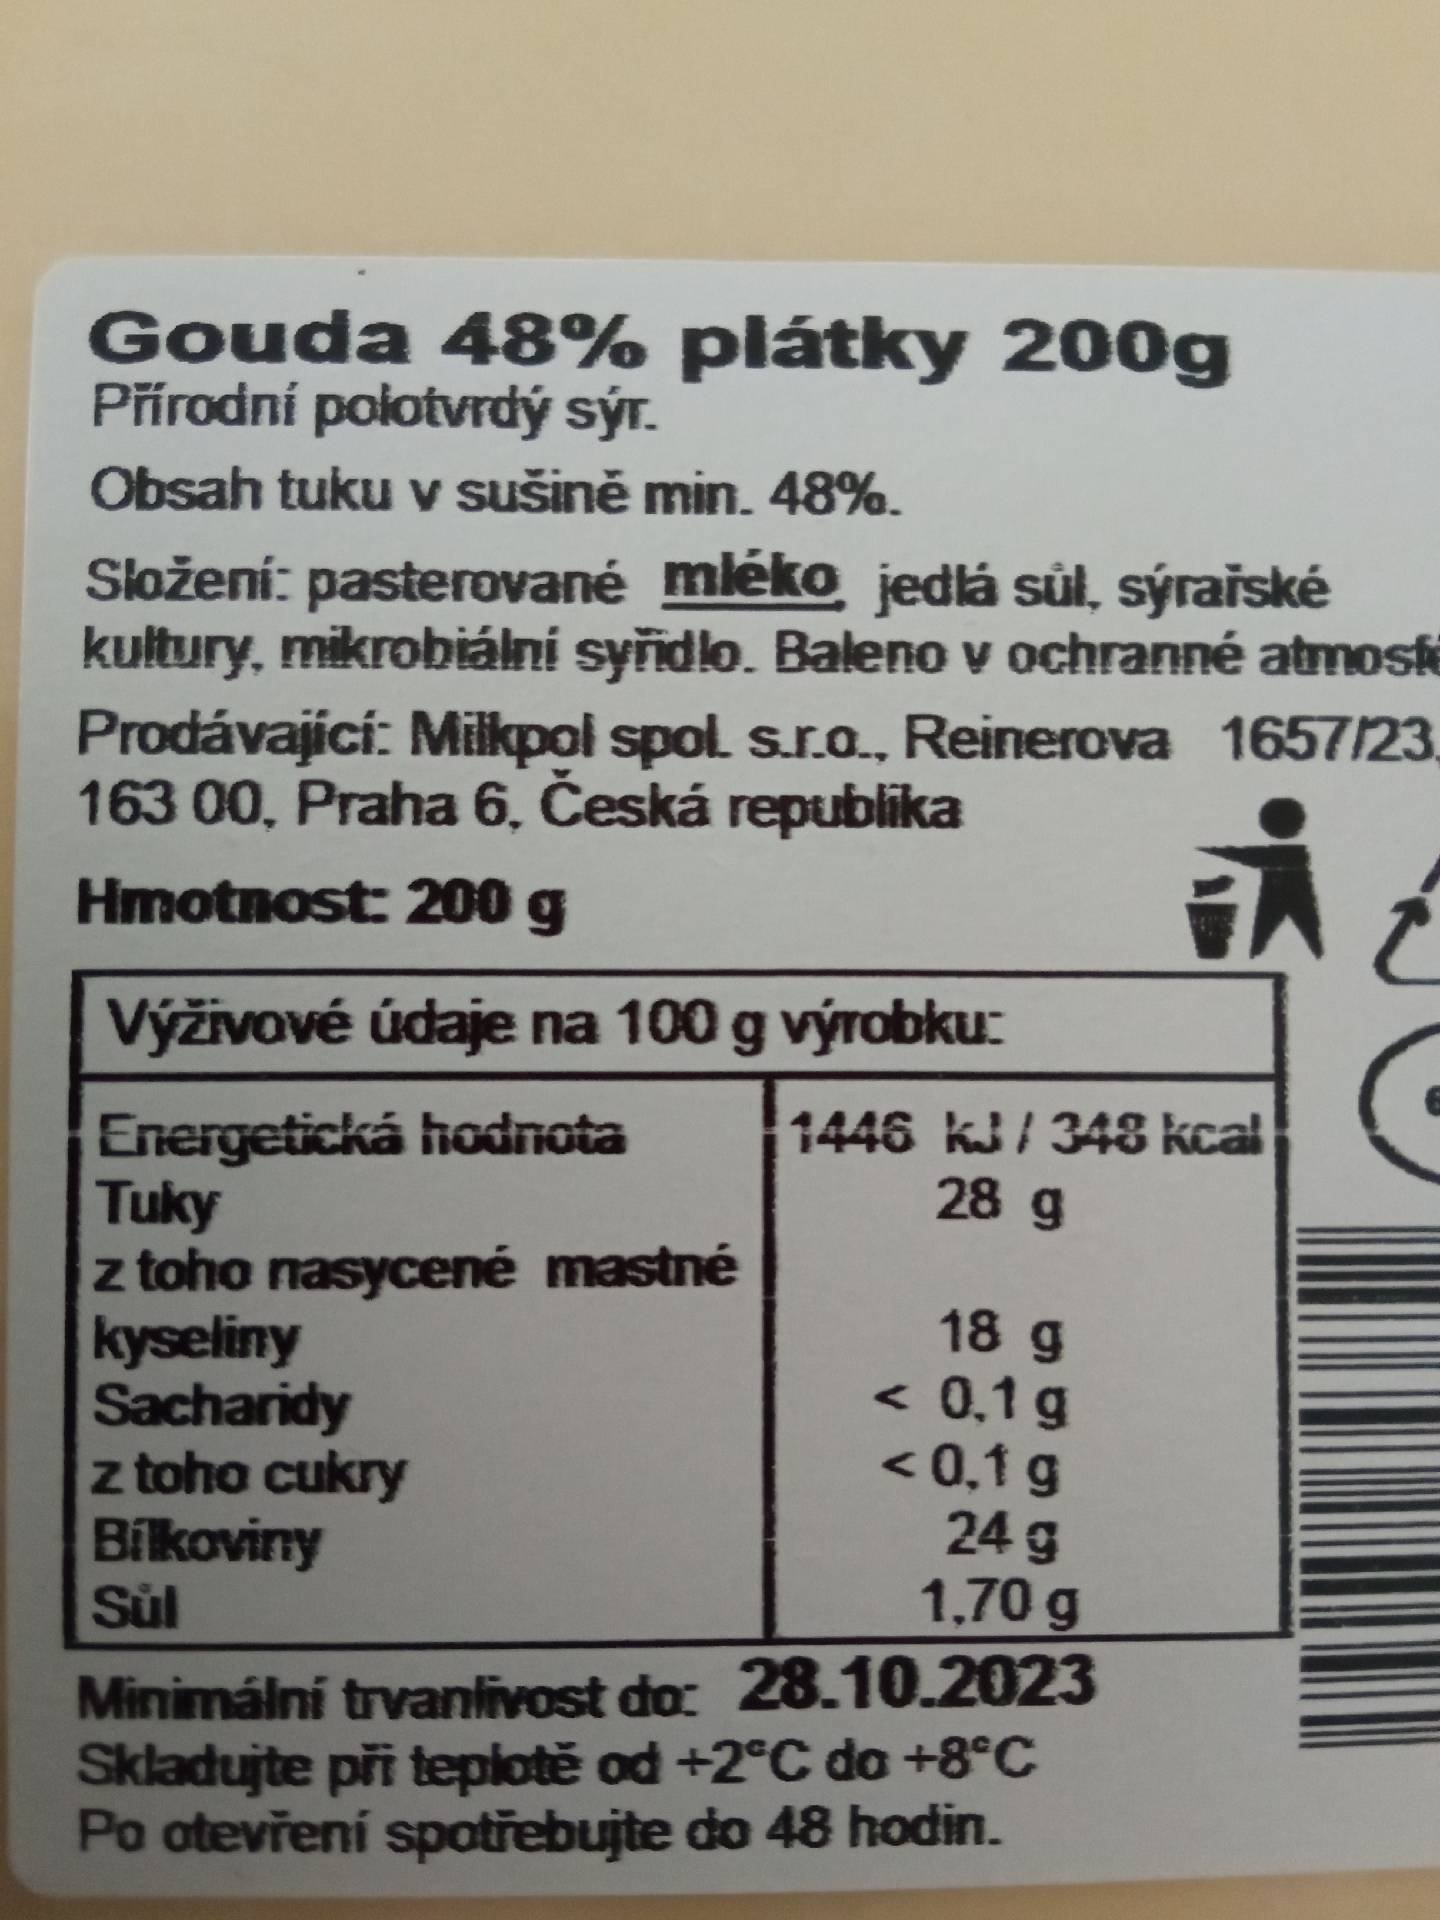 Gouda 48% plátky 200g
Přírodní polotvrdý sýr.
Obsah tuku v sušině min. 48%.
Složení: pasterované mléko, jedlá sůl, sýrařské
kultury, mikrobiální syřidlo. Baleno v ochranné atmosfé
Prodávající: Milkpol spol. s.r.o., Reinerova 1657/23,
163 00, Praha 6, Česká republika
Hmotnost: 200 g
Výživové údaje na 100 g výrobku:
Energetická hodnota 1446 kJ / 348 kcal
Tuky 28 g
z toho nasycené mastné
kyseliny 18 g
Sacharidy < 0,1 g
z toho cukry < 0,1 g
Bílkoviny 24 g
Sůl 1,70 g
Minimální trvanlivost do: 28.10.2023
Skladujte při teplotě od +2°C do +8°C
Po otevření spotřebujte do 48 hodin.